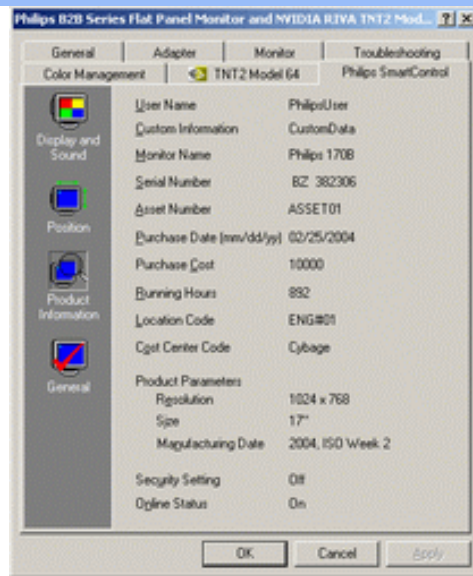 Philips B2B Series Flat Panel Monitor and NVIDIA RIVA TNT2 Mod...
General Adapter Monitor Troubleshooting
Color Management TNT2 Model 64 Philips SmartControl
Display and
Sound
Position
Product
Information
General
User Name PhilipsUser
Custom Information CustomData
Monitor Name Philips 170B
Serial Number BZ 382306
Asset Number ASSET01
Purchase Date (mm/dd/yy) 02/25/2004
Purchase Cost 10000
Running Hours 892
Location Code ENG#01
Cost Center Code Cybage
Product Parameters
Resolution 1024 x 768
Size 17"
Manufacturing Date 2004, ISO Week 2
Security Setting Off
Online Status On
OK Cancel Apply